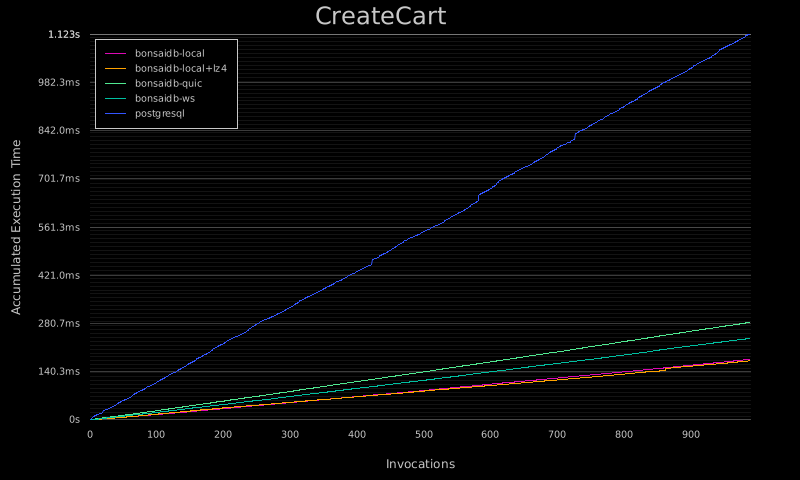 CreateCart
1.123s
bonsaidb-local
bonsaidb-local+lz4
bonsaidb-quic
bonsaidb-ws
postgresql
982.3ms
842.0ms
701.7ms
561.3ms
421.0ms
280.7ms
140.3ms
0s
Accumulated Execution Time
0 100 200 300 400 500 600 700 800 900
Invocations